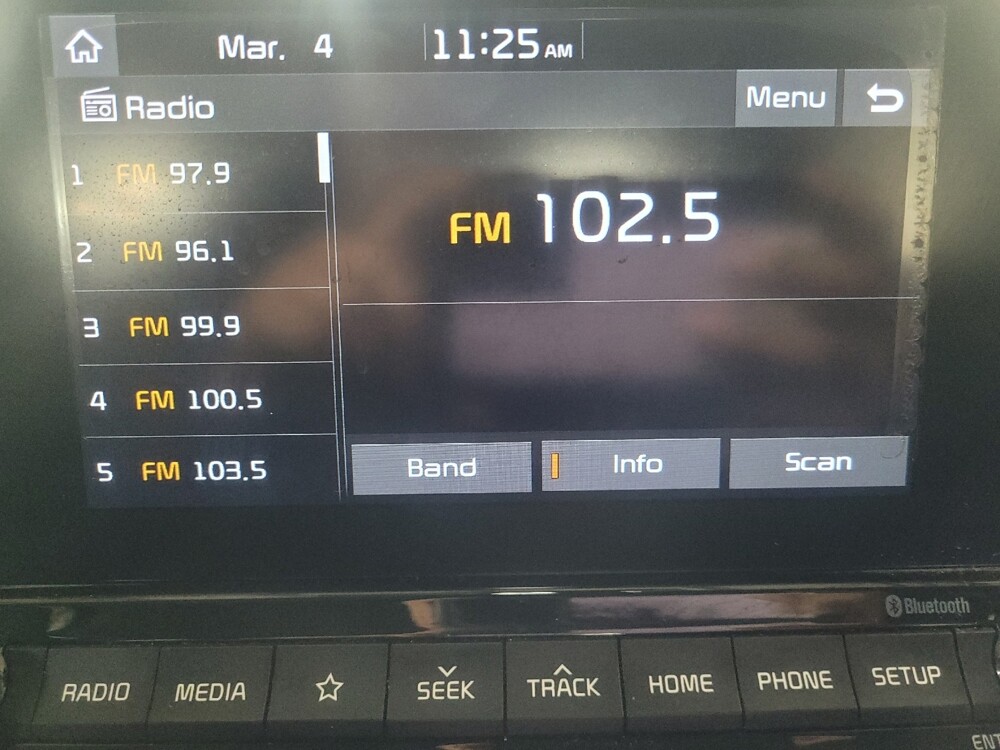 Mar. 4 11:25 AM
Radio Menu
1 FM 97.9
FM 102.5
2 FM 96.1
3 FM 99.9
4 FM 100.5
5 FM 103.5
Band Info Scan
Bluetooth
RADIO MEDIA SEEK TRACK HOME PHONE SETUP